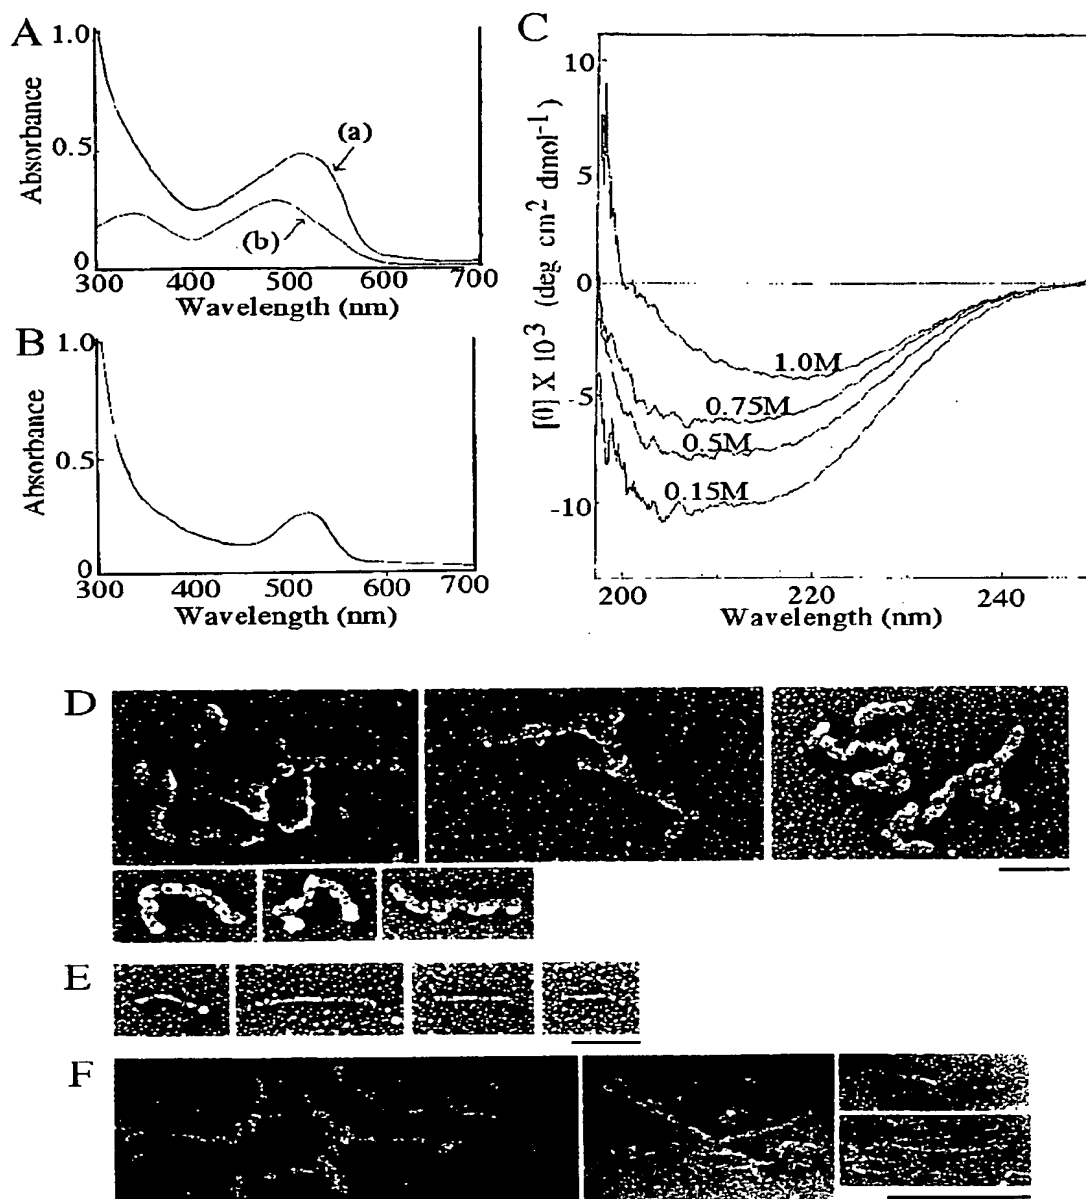 A
1.0
Absorbance
0.5
0
(a)
(b)
300 400 500 600 700
Wavelength (nm)
B
1.0
Absorbance
0.5
0
300 400 500 600 700
Wavelength (nm)
C
[θ] X 10³ (deg cm² dmol⁻¹)
10
5
0
-5
-10
1.0M
0.75M
0.5M
0.15M
200 220 240
Wavelength (nm)
D
E
F